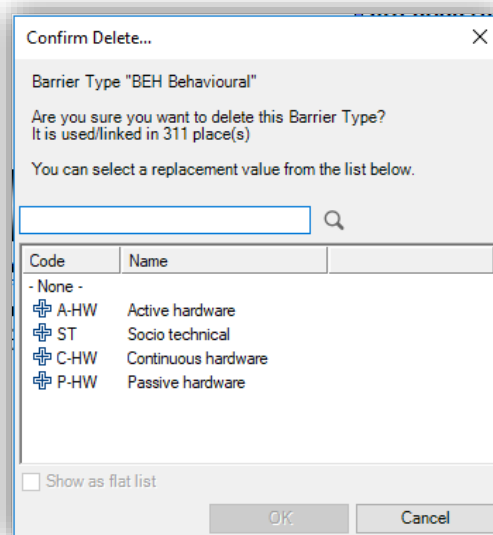 Confirm Delete...
Barrier Type "BEH Behavioural"
Are you sure you want to delete this Barrier Type?
It is used/linked in 311 place(s)
You can select a replacement value from the list below.
Code Name
- None -
A-HW Active hardware
ST Socio technical
C-HW Continuous hardware
P-HW Passive hardware
Show as flat list
OK Cancel